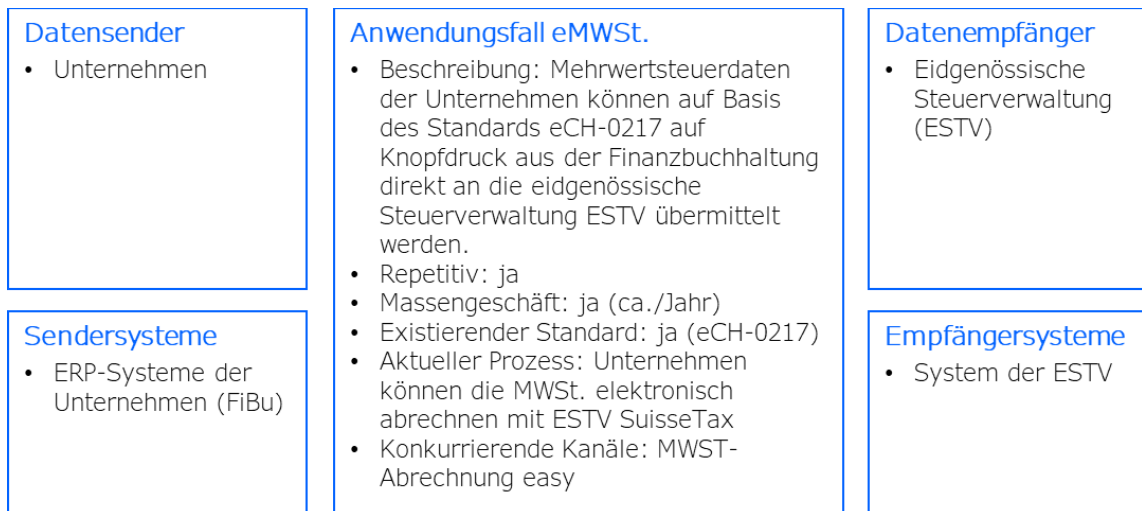 Datensender
• Unternehmen
Sendersysteme
• ERP-Systeme der
Unternehmen (FiBu)
Anwendungsfall eMWSt.
• Beschreibung: Mehrwertsteuerdaten
der Unternehmen können auf Basis
des Standards eCH-0217 auf
Knopfdruck aus der Finanzbuchhaltung
direkt an die eidgenössische
Steuerverwaltung ESTV übermittelt
werden.
• Repetitiv: ja
• Massengeschäft: ja (ca./Jahr)
• Existierender Standard: ja (eCH-0217)
• Aktueller Prozess: Unternehmen
können die MWSt. elektronisch
abrechnen mit ESTV SuisseTax
• Konkurrierende Kanäle: MWST-
Abrechnung easy
Datenempfänger
• Eidgenössische
Steuerverwaltung
(ESTV)
Empfängersysteme
• System der ESTV